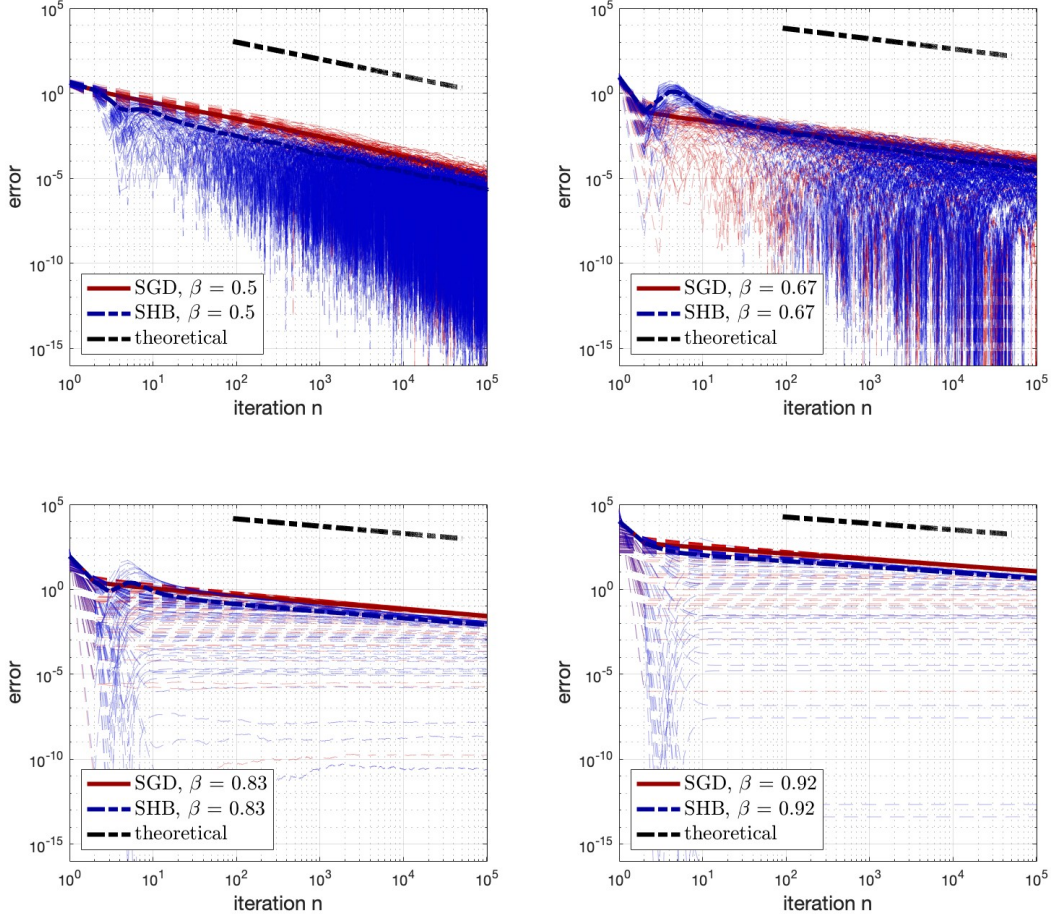 10^5
10^0
10^-5
10^-10
10^-15
error
SGD, β = 0.5
SHB, β = 0.5
theoretical
10^0 10^1 10^2 10^3 10^4 10^5
iteration n
10^5
10^0
10^-5
10^-10
10^-15
error
SGD, β = 0.67
SHB, β = 0.67
theoretical
10^0 10^1 10^2 10^3 10^4 10^5
iteration n
10^5
10^0
10^-5
10^-10
10^-15
error
SGD, β = 0.83
SHB, β = 0.83
theoretical
10^0 10^1 10^2 10^3 10^4 10^5
iteration n
10^5
10^0
10^-5
10^-10
10^-15
error
SGD, β = 0.92
SHB, β = 0.92
theoretical
10^0 10^1 10^2 10^3 10^4 10^5
iteration n